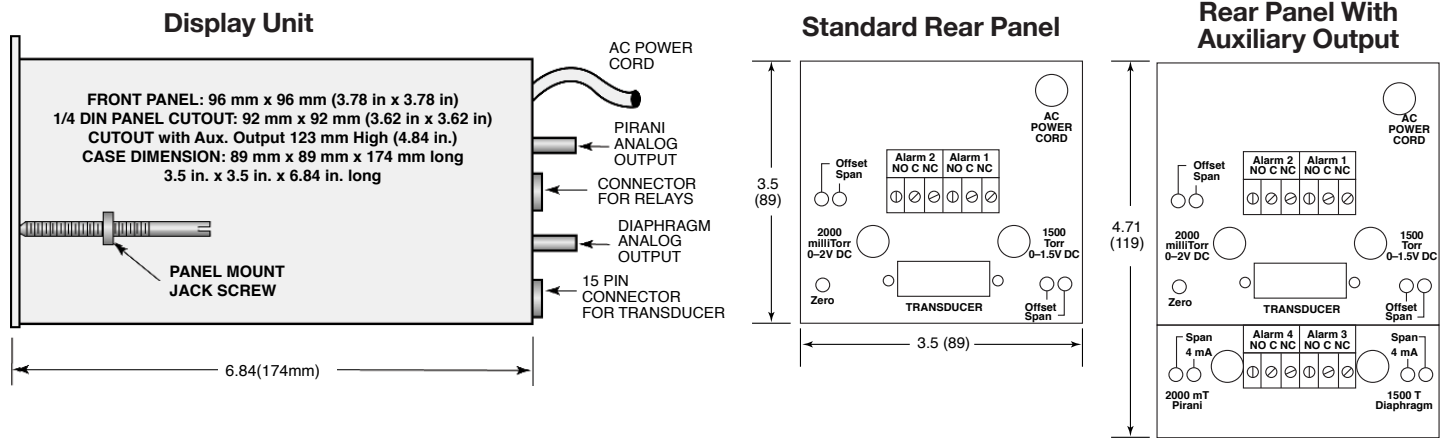 Display Unit
FRONT PANEL: 96 mm x 96 mm (3.78 in x 3.78 in)
1/4 DIN PANEL CUTOUT: 92 mm x 92 mm (3.62 in x 3.62 in)
CUTOUT with Aux. Output 123 mm High (4.84 in.)
CASE DIMENSION: 89 mm x 89 mm x 174 mm long
3.5 in. x 3.5 in. x 6.84 in. long
PANEL MOUNT
JACK SCREW
AC POWER
CORD
PIRANI
ANALOG
OUTPUT
CONNECTOR
FOR RELAYS
DIAPHRAGM
ANALOG
OUTPUT
15 PIN
CONNECTOR
FOR TRANSDUCER
6.84(174mm)
Standard Rear Panel
3.5
(89)
AC
POWER
CORD
Offset
Span
Alarm 2 Alarm 1
NO C NC NO C NC
2000
milliTorr
0–2V DC
1500
Torr
0–1.5V DC
Zero
TRANSDUCER
Offset
Span
3.5 (89)
Rear Panel With
Auxiliary Output
4.71
(119)
AC
POWER
CORD
Offset
Span
Alarm 2 Alarm 1
NO C NC NO C NC
2000
milliTorr
0–2V DC
1500
Torr
0–1.5V DC
Zero
TRANSDUCER
Offset
Span
Span
4 mA
Alarm 4 Alarm 3
NO C NC NO C NC
Span
4 mA
2000 mT
Pirani
1500 T
Diaphragm